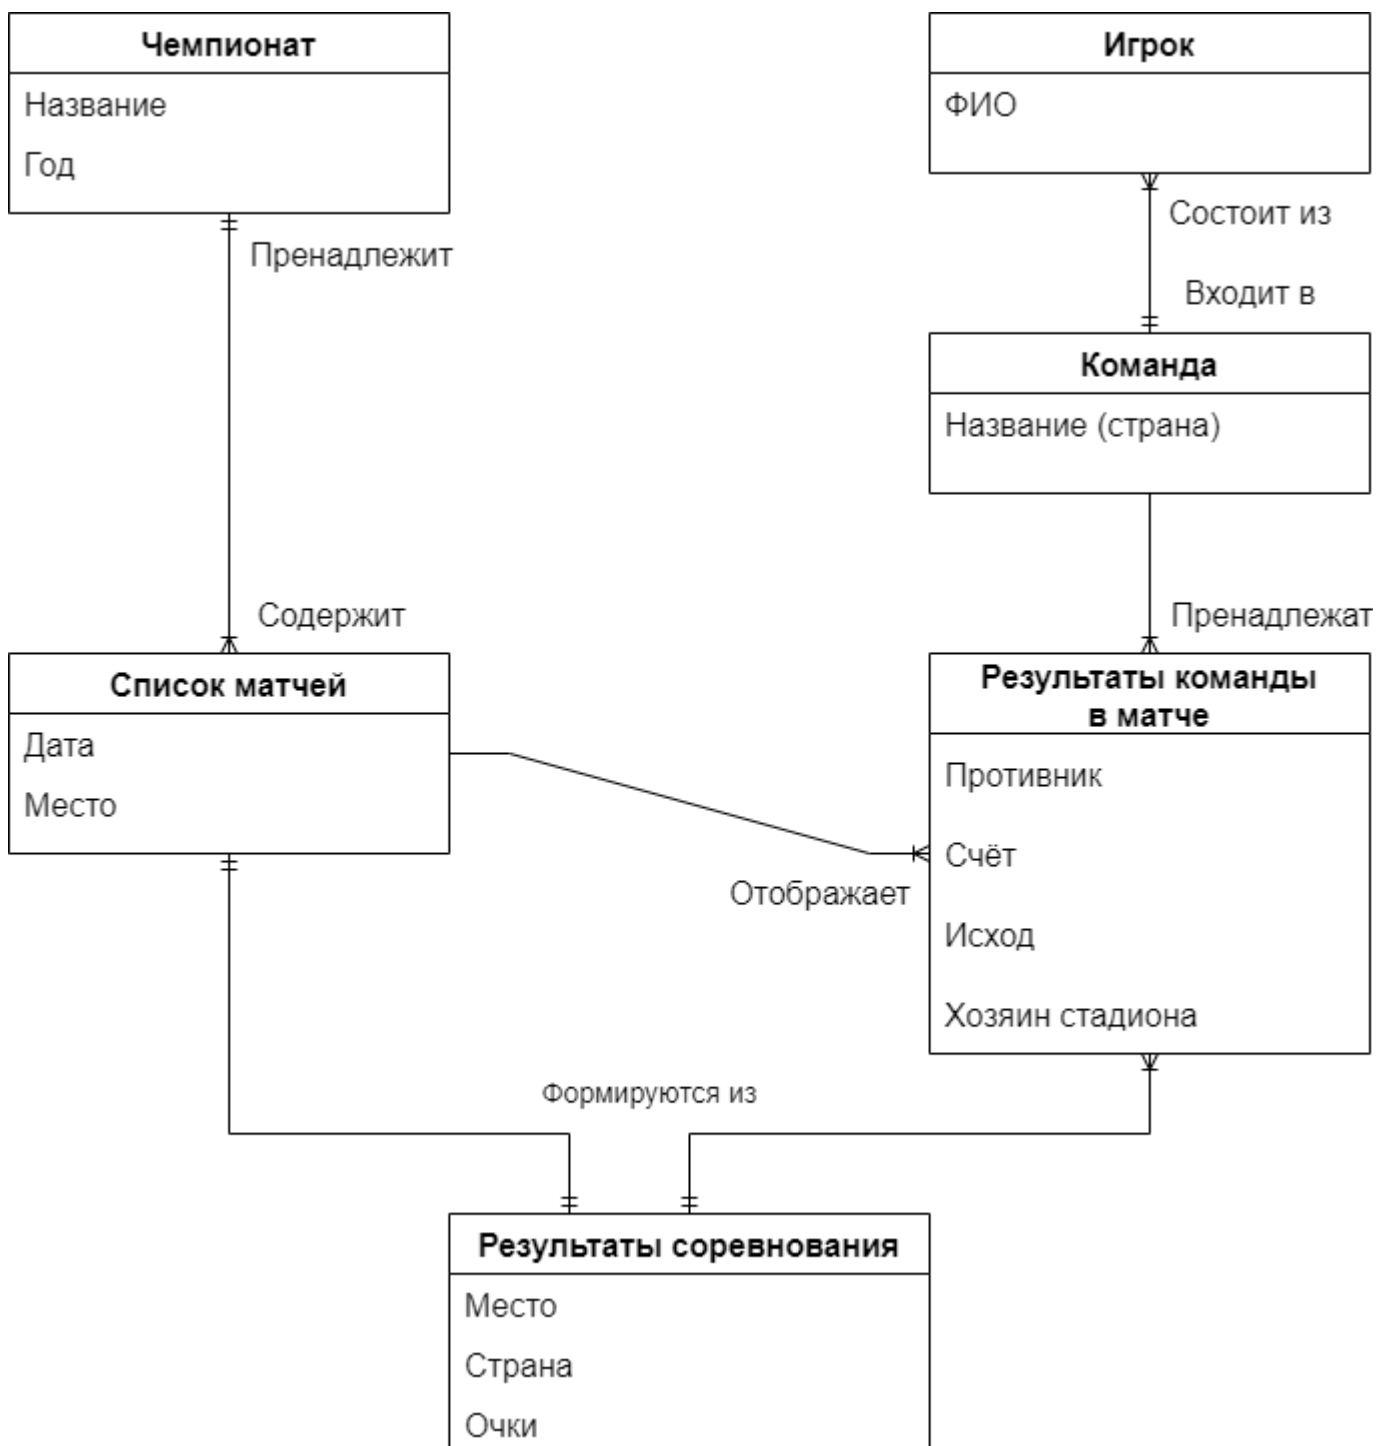 Чемпионат
Название
Год
Пренадлежит
Содержит
Игрок
ФИО
Состоит из
Входит в
Команда
Название (страна)
Пренадлежат
Список матчей
Дата
Место
Отображает
Результаты команды
в матче
Противник
Счёт
Исход
Хозяин стадиона
Формируются из
Результаты соревнования
Место
Страна
Очки